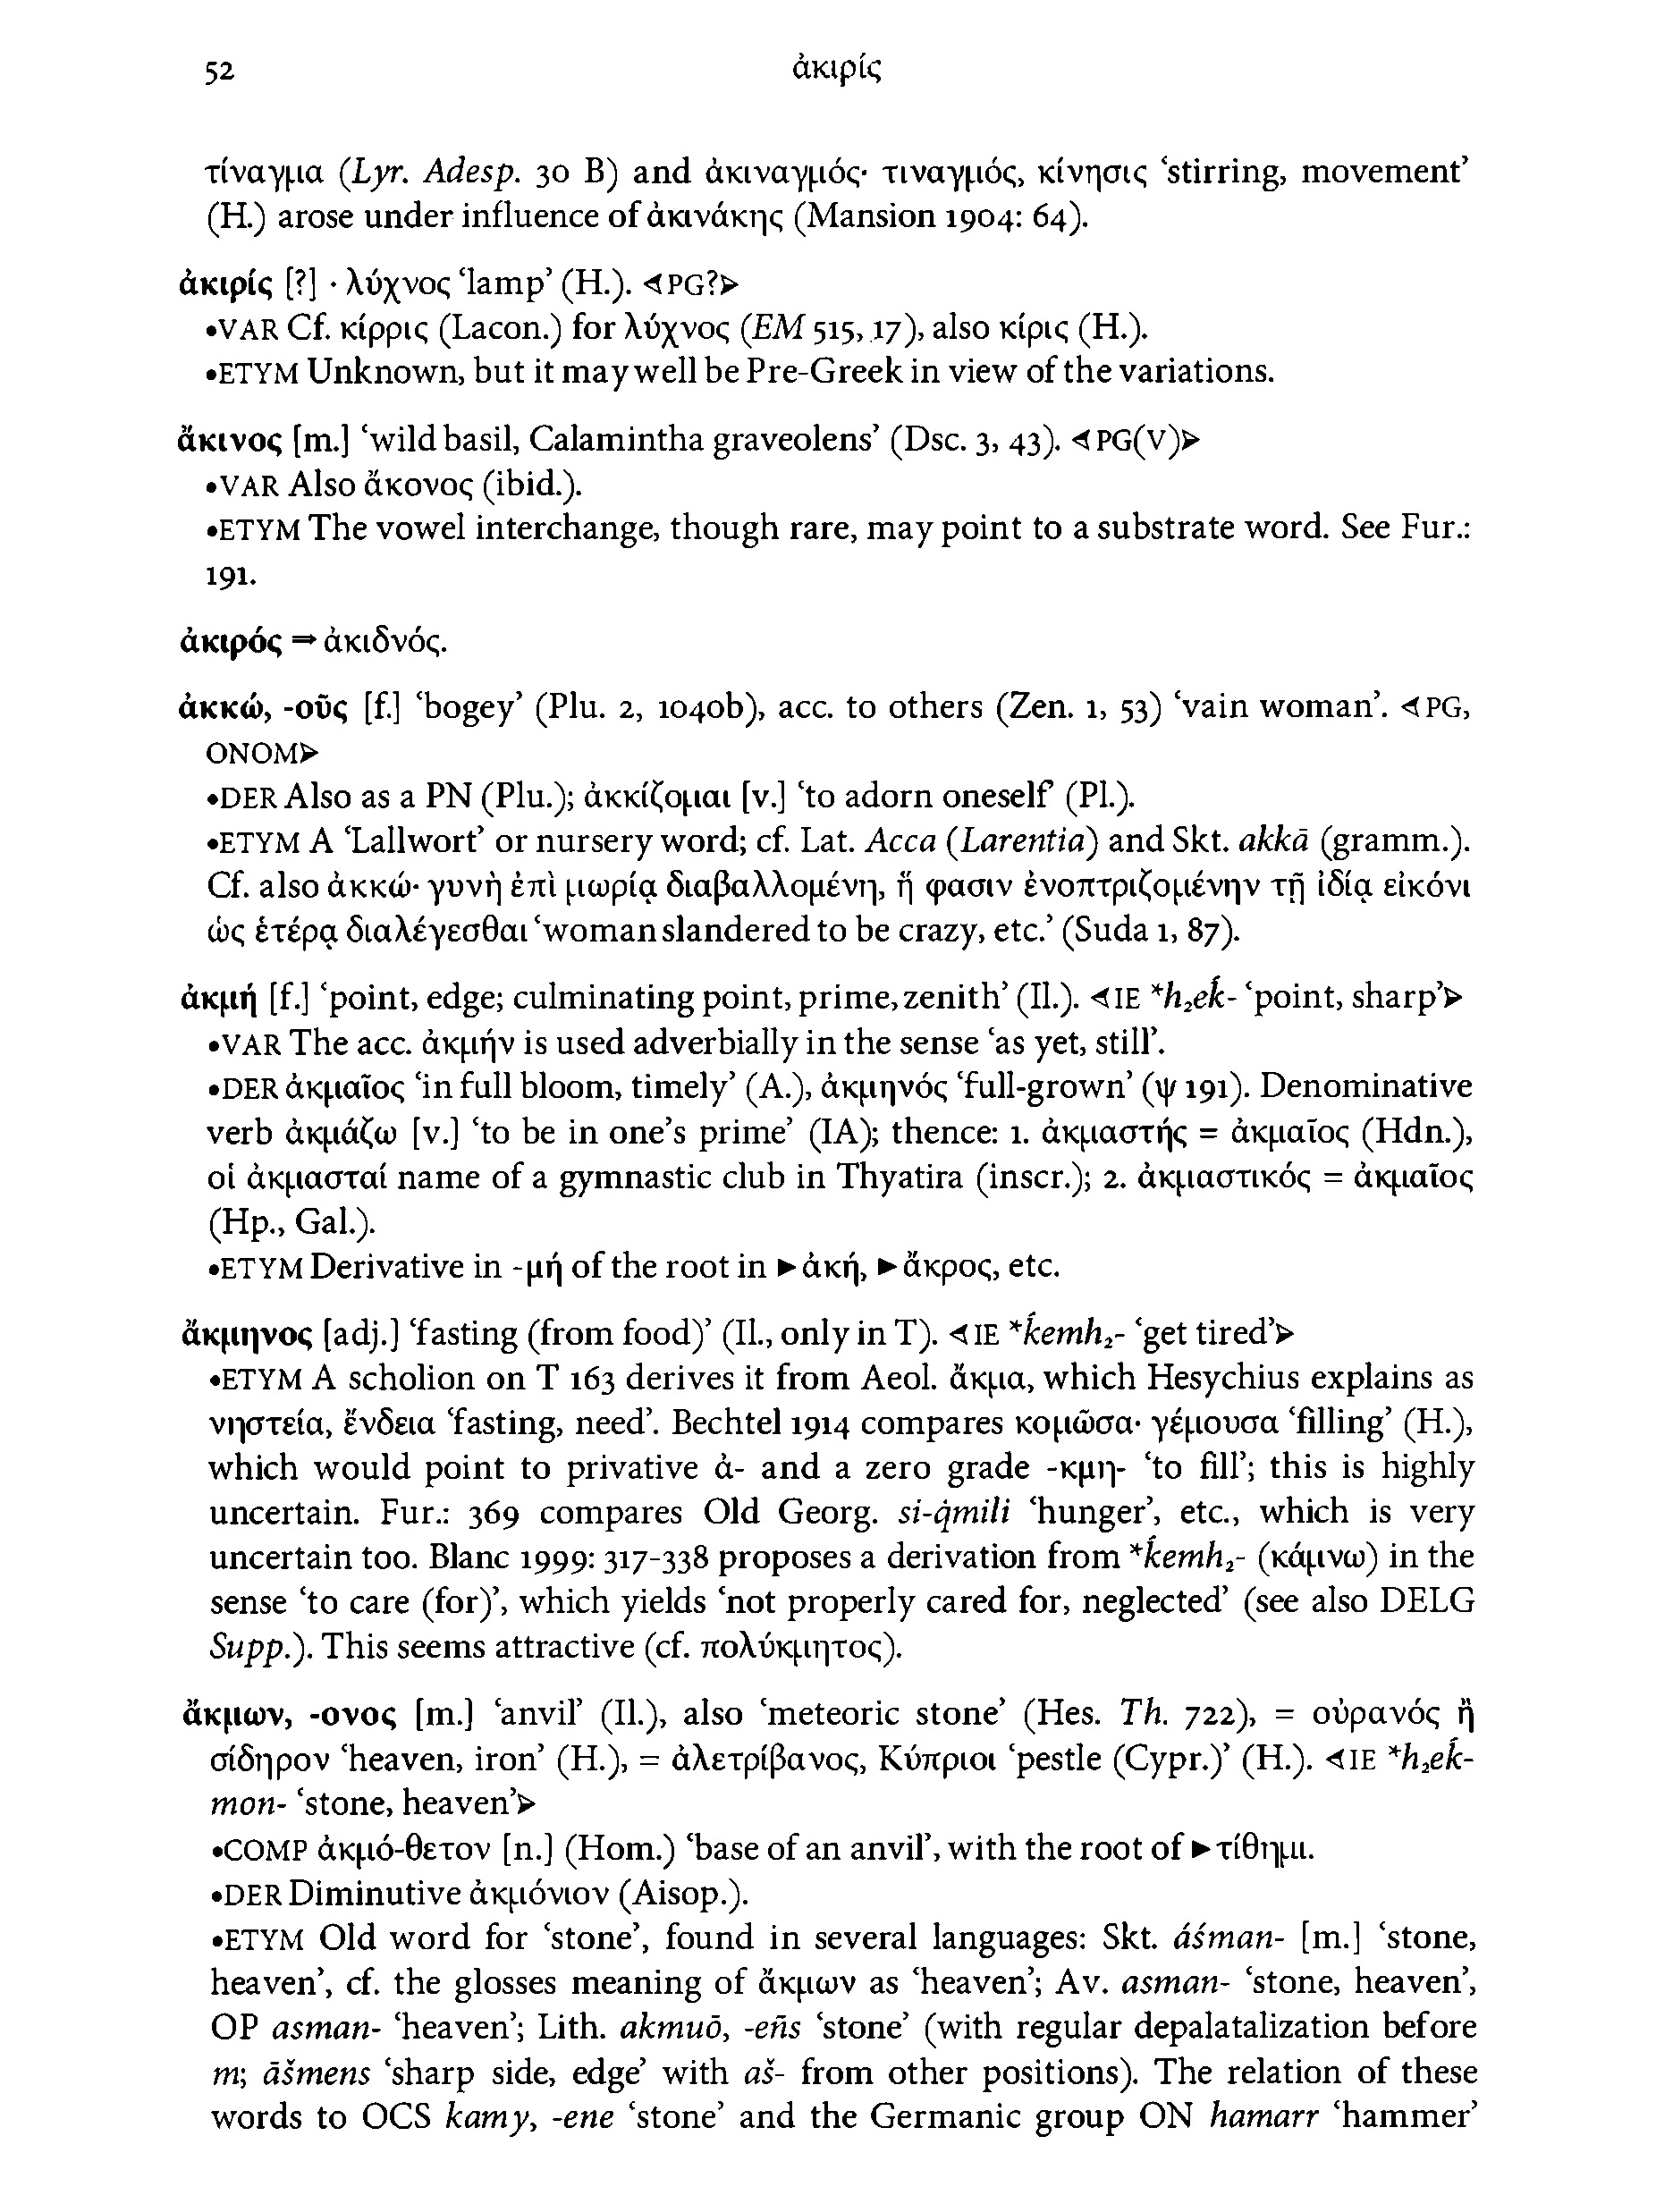 52 ἀκιρίς
τίναγμα (Lyr. Adesp. 30 B) and ἀκιναγμός· τιναγμός, κίνησις ‘stirring, movement’
(H.) arose under influence of ἀκινάκης (Mansion 1904: 64).
ἀκιρίς [?] · λύχνος ‘lamp’ (H.). ⊲PG?⊳
•VAR Cf. κίρρις (Lacon.) for λύχνος (EM 515, 17), also κίρις (H.).
•ETYM Unknown, but it may well be Pre-Greek in view of the variations.
ἄκινος [m.] ‘wild basil, Calamintha graveolens’ (Dsc. 3, 43). ⊲PG(V)⊳
•VAR Also ἄκονος (ibid.).
•ETYM The vowel interchange, though rare, may point to a substrate word. See Fur.:
191.
ἀκιρός ⇒ ἀκιδνός.
ἀκκώ, -οῦς [f.] ‘bogey’ (Plu. 2, 1040b), acc. to others (Zen. 1, 53) ‘vain woman’. ⊲PG,
ONOM⊳
•DER Also as a PN (Plu.); ἀκκίζομαι [v.] ‘to adorn oneself’ (Pl.).
•ETYM A ‘Lallwort’ or nursery word; cf. Lat. Acca (Larentia) and Skt. akkā (gramm.).
Cf. also ἀκκώ· γυνὴ ἐπὶ μωρίᾳ διαβαλλομένη, ἥ φασιν ἐνοπτριζομένην τῇ ἰδίᾳ εἰκόνι
ὡς ἑτέρᾳ διαλέγεσθαι ‘woman slandered to be crazy, etc.’ (Suda 1, 87).
ἀκμή [f.] ‘point, edge; culminating point, prime, zenith’ (Il.). ⊲IE *h₂eḱ- ‘point, sharp’⊳
•VAR The acc. ἀκμήν is used adverbially in the sense ‘as yet, still’.
•DER ἀκμαῖος ‘in full bloom, timely’ (A.), ἀκμηνός ‘full-grown’ (ψ 191). Denominative
verb ἀκμάζω [v.] ‘to be in one’s prime’ (IA); thence: 1. ἀκμαστής = ἀκμαῖος (Hdn.),
οἱ ἀκμασταί name of a gymnastic club in Thyatira (inscr.); 2. ἀκμαστικός = ἀκμαῖος
(Hp., Gal.).
•ETYM Derivative in -μή of the root in ►ἀκή, ►ἄκρος, etc.
ἄκμηνος [adj.] ‘fasting (from food)’ (Il., only in T). ⊲IE *ḱemh₂- ‘get tired’⊳
•ETYM A scholion on T 163 derives it from Aeol. ἄκμα, which Hesychius explains as
νηστεία, ἔνδεια ‘fasting, need’. Bechtel 1914 compares κομῶσα· γέμουσα ‘filling’ (H.),
which would point to privative ἀ- and a zero grade -κμη- ‘to fill’; this is highly
uncertain. Fur.: 369 compares Old Georg. si-q̇mili ‘hunger’, etc., which is very
uncertain too. Blanc 1999: 317-338 proposes a derivation from *ḱemh₂- (κάμνω) in the
sense ‘to care (for)’, which yields ‘not properly cared for, neglected’ (see also DELG
Supp.). This seems attractive (cf. πολύκμητος).
ἄκμων, -ονος [m.] ‘anvil’ (Il.), also ‘meteoric stone’ (Hes. Th. 722), = οὐρανός ἤ
σίδηρον ‘heaven, iron’ (H.), = ἀλετρίβανος, Κύπριοι ‘pestle (Cypr.)’ (H.). ⊲IE *h₂eḱ-
mon- ‘stone, heaven’⊳
•COMP ἀκμό-θετον [n.] (Hom.) ‘base of an anvil’, with the root of ►τίθημι.
•DER Diminutive ἀκμόνιον (Aisop.).
•ETYM Old word for ‘stone’, found in several languages: Skt. áśman- [m.] ‘stone,
heaven’, cf. the glosses meaning of ἄκμων as ‘heaven’; Av. asman- ‘stone, heaven’,
OP asman- ‘heaven’; Lith. akmuõ, -eñs ‘stone’ (with regular depalatalization before
m; ãšmens ‘sharp side, edge’ with aš- from other positions). The relation of these
words to OCS kamy, -ene ‘stone’ and the Germanic group ON hamarr ‘hammer’